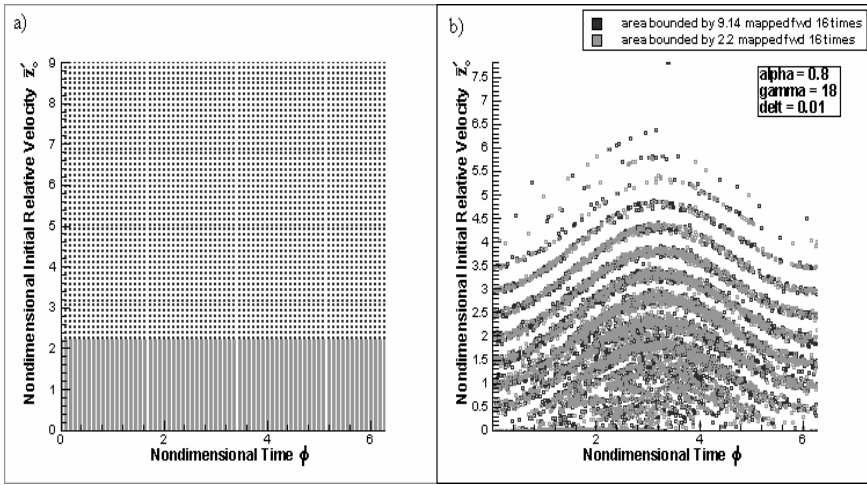 a)
Nondimensional Initial Relative Velocity z̄'ₒ
9
8
7
6
5
4
3
2
1
0
0 2 4 6
Nondimensional Time ϕ
b)
area bounded by 9.14 mapped fwd 16 times
area bounded by 2.2 mapped fwd 16 times
alpha = 0.8
gamma = 18
delt = 0.01
Nondimensional Initial Relative Velocity z̄'ₒ
7.5
7
6.5
6
5.5
5
4.5
4
3.5
3
2.5
2
1.5
1
0.5
0
2 4 6
Nondimensional Time ϕ